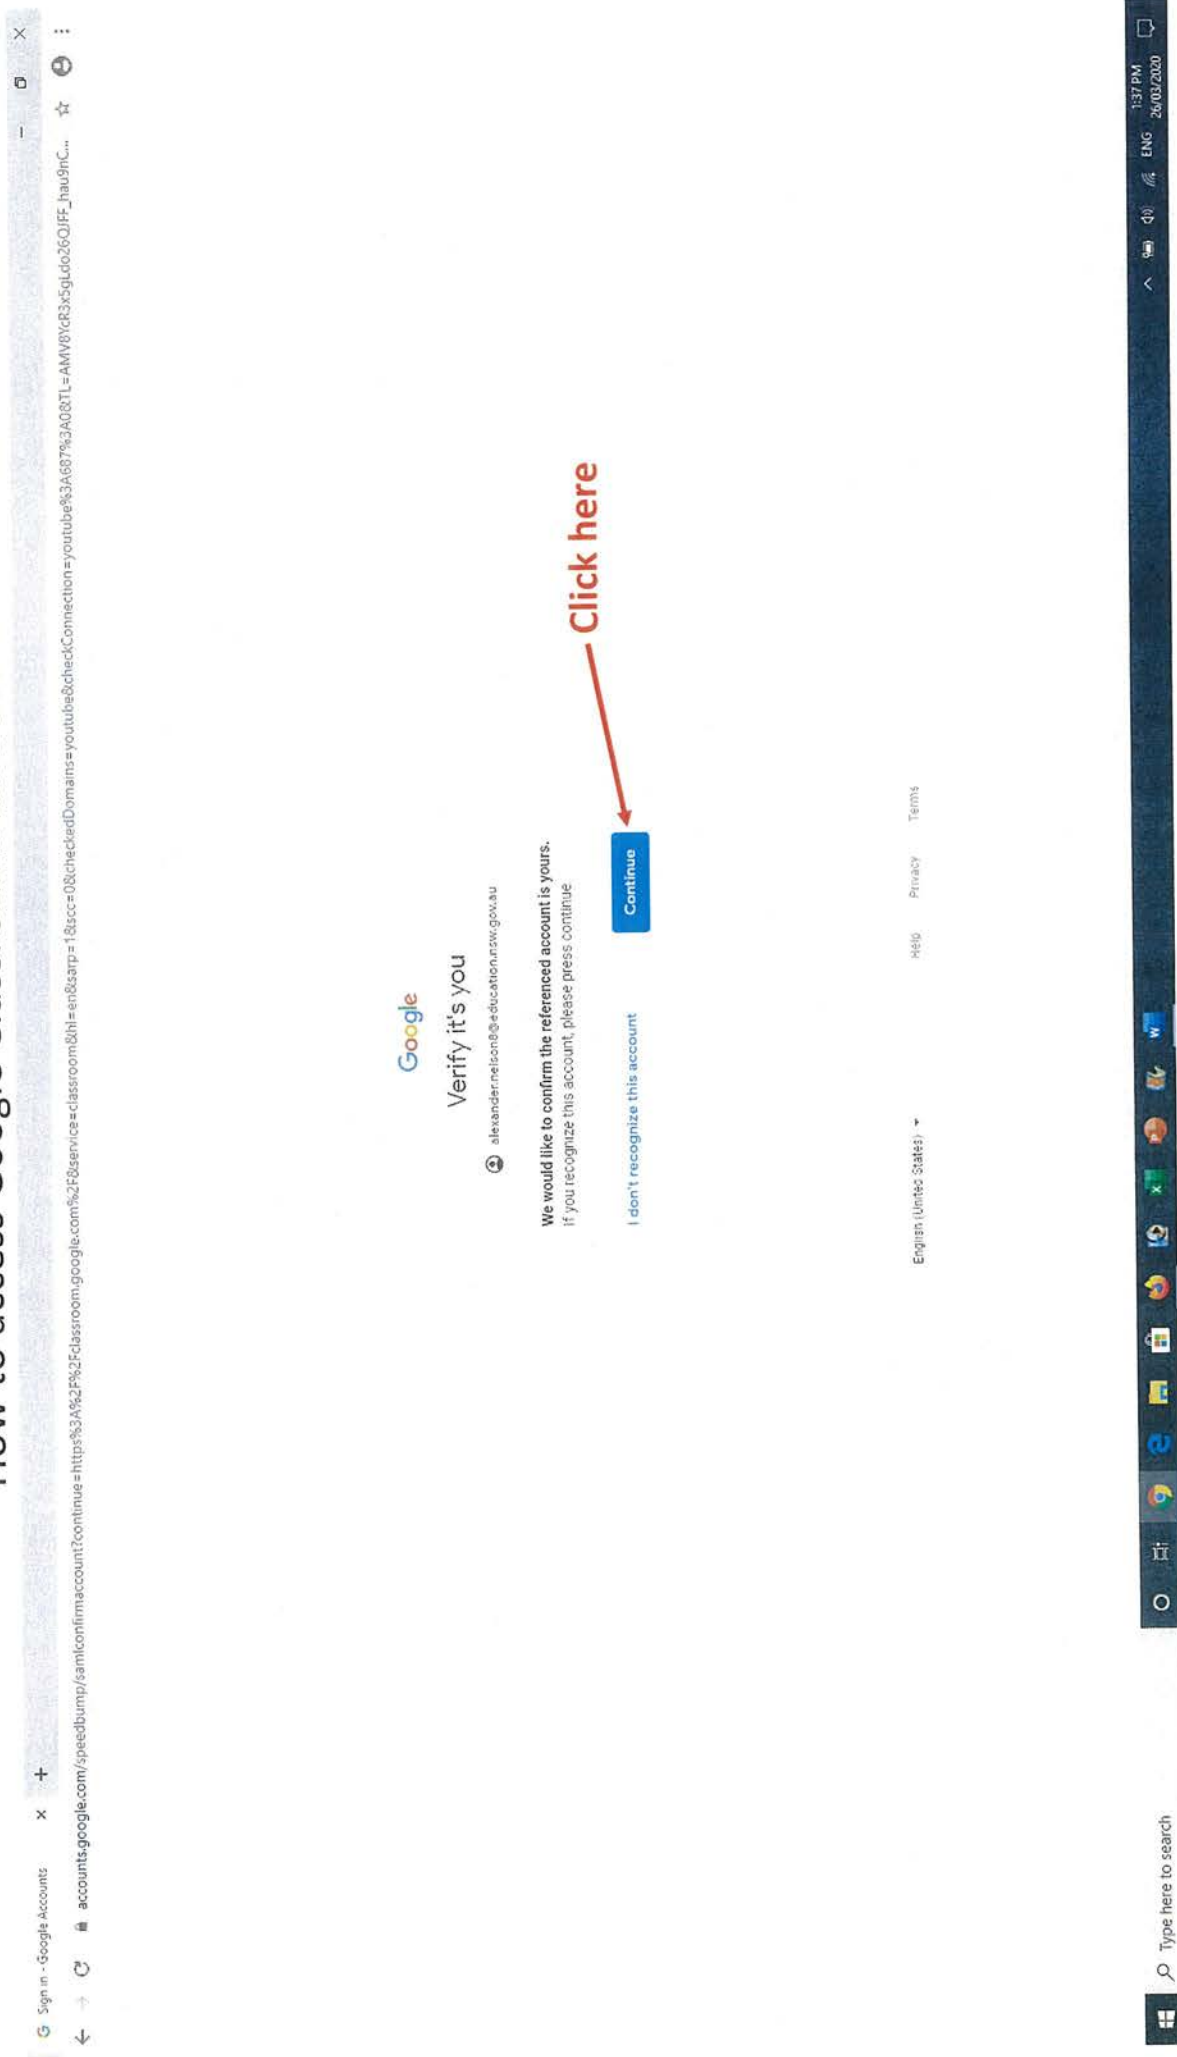 How to access Google
Sign in - Google Accounts
accounts.google.com/speedbump/samlconfirmaccount?continue=https%3A%2F%2Fclassroom.google.com%2F&service=classroom&hl=en&sarp=1&scc=0&checkedDomains=youtube&checkConnection=youtube%3A687%3A0&TL=AMV8YcR3x5gLdo26QJFF_hau9nC...
Google
Verify it's you
alexander.nelson8@education.nsw.gov.au
We would like to confirm the referenced account is yours.
If you recognize this account, please press continue
Click here
I don't recognize this account
Continue
English (United States)
Help
Privacy
Terms
Type here to search
ENG
1:37 PM
26/03/2020